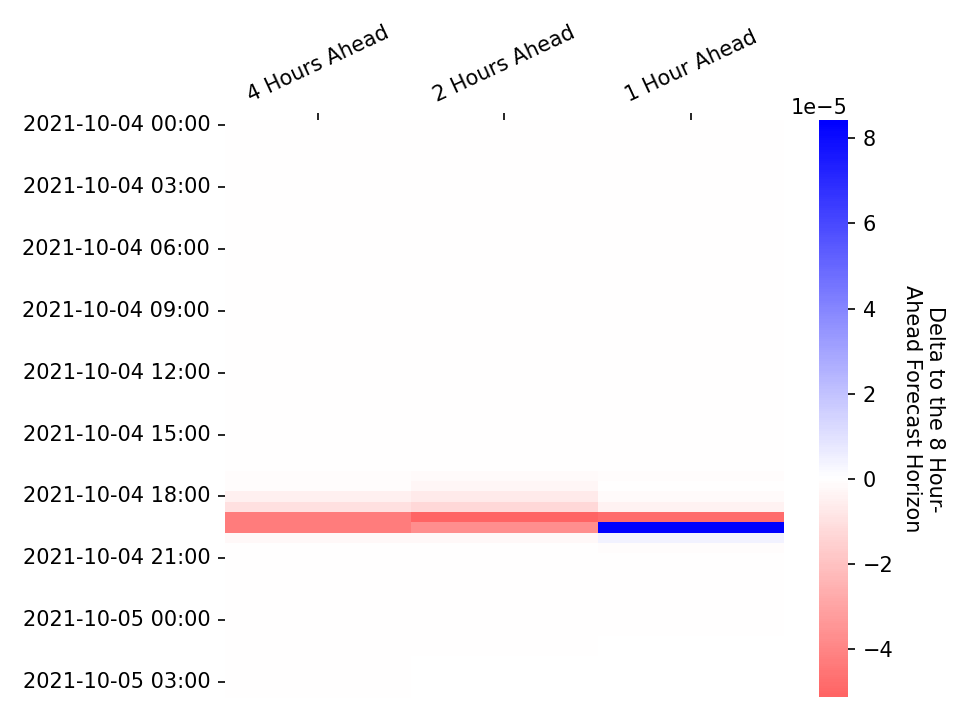 4 Hours Ahead
2 Hours Ahead
1 Hour Ahead
1e−5
2021-10-04 00:00
2021-10-04 03:00
2021-10-04 06:00
2021-10-04 09:00
2021-10-04 12:00
2021-10-04 15:00
2021-10-04 18:00
2021-10-04 21:00
2021-10-05 00:00
2021-10-05 03:00
8
6
4
2
0
−2
−4
Delta to the 8 Hour-
Ahead Forecast Horizon